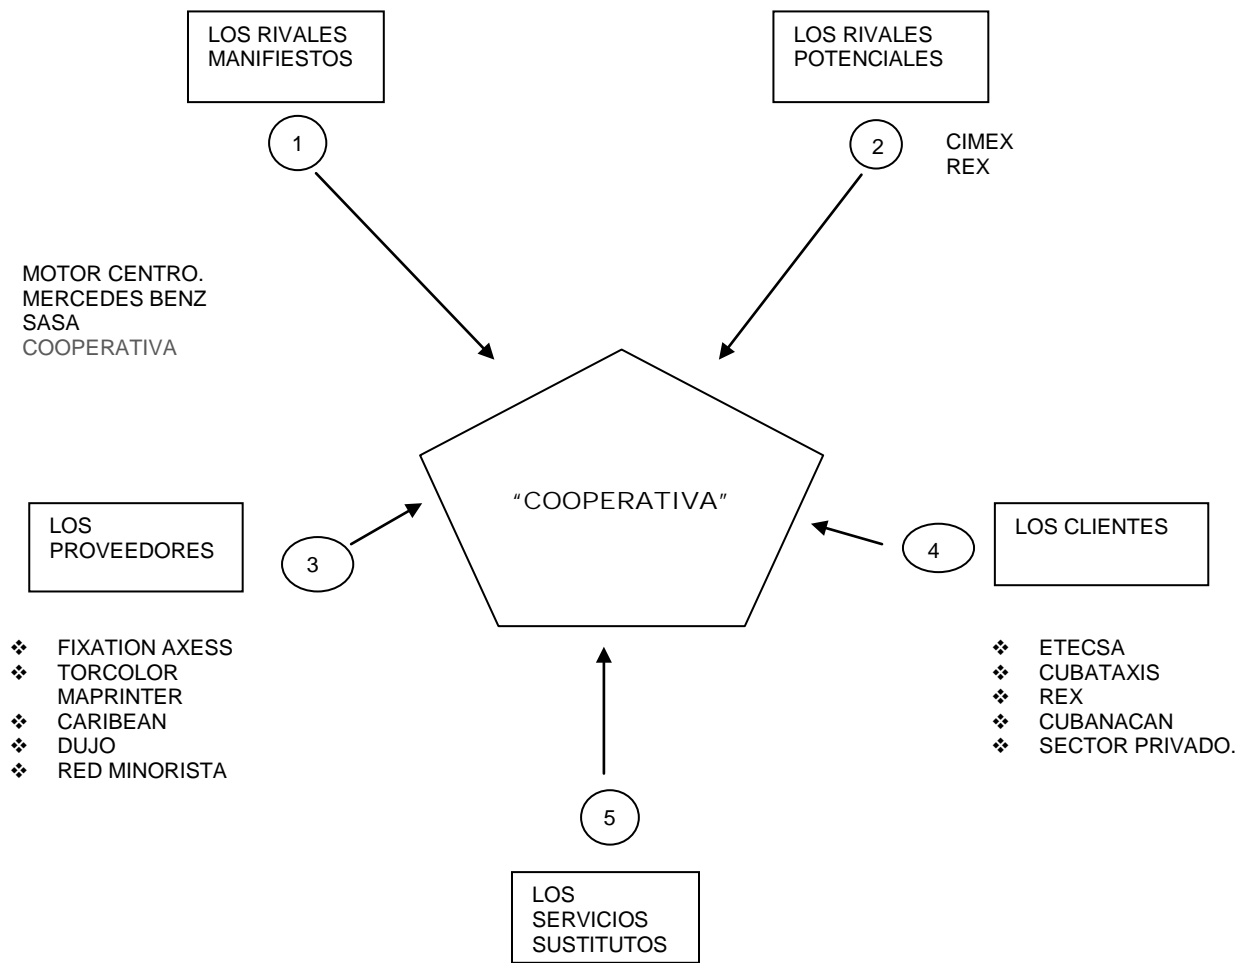 LOS RIVALES
MANIFIESTOS
LOS RIVALES
POTENCIALES
1
2
CIMEX
REX
MOTOR CENTRO.
MERCEDES BENZ
SASA
COOPERATIVA
“COOPERATIVA”
LOS
PROVEEDORES
3
4
LOS CLIENTES
❖ FIXATION AXESS
❖ TORCOLOR
MAPRINTER
❖ CARIBEAN
❖ DUJO
❖ RED MINORISTA
❖ ETECSA
❖ CUBATAXIS
❖ REX
❖ CUBANACAN
❖ SECTOR PRIVADO.
5
LOS
SERVICIOS
SUSTITUTOS